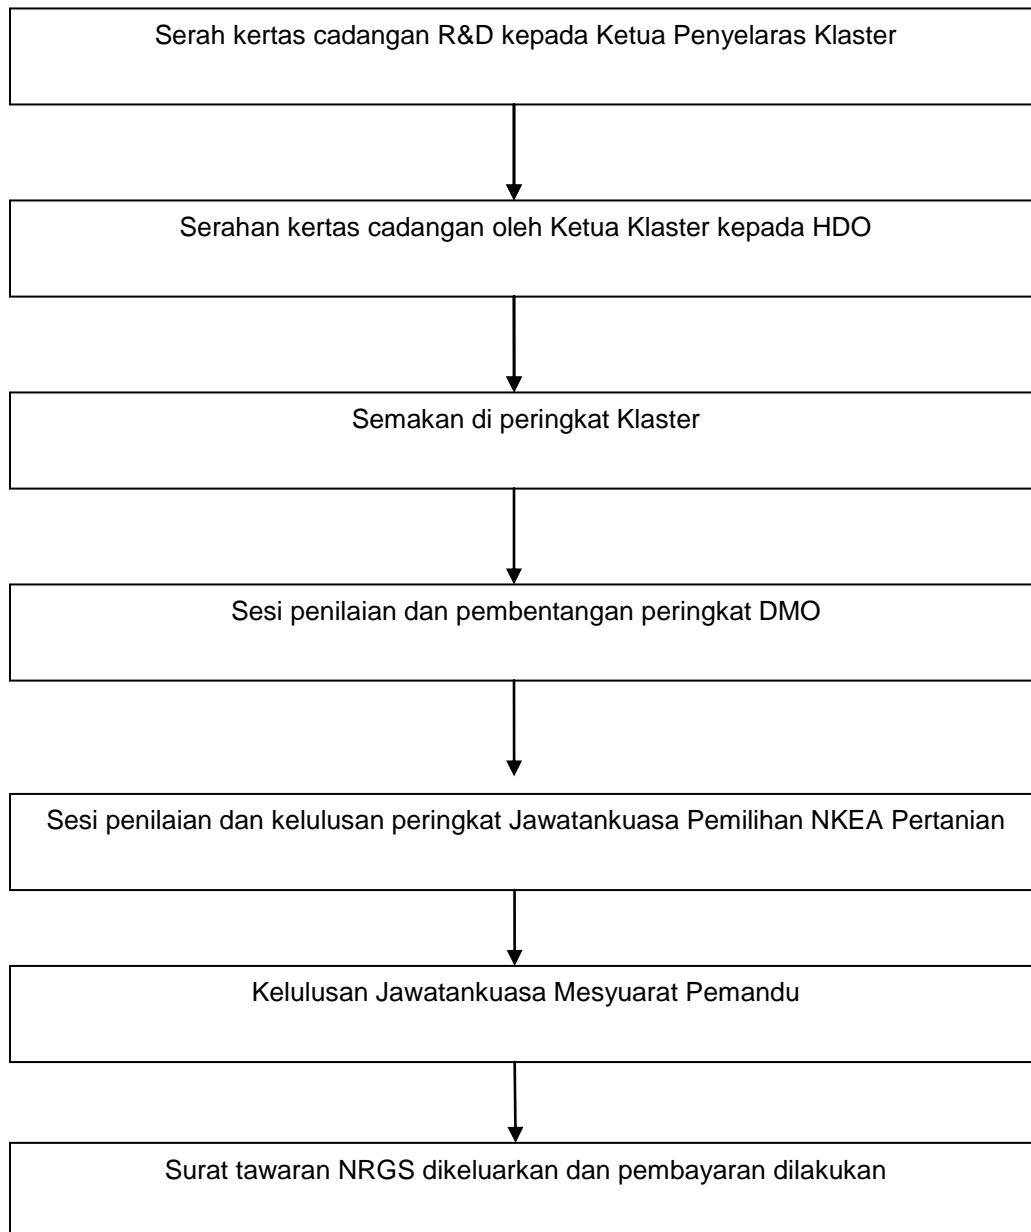 Serah kertas cadangan R&D kepada Ketua Penyelaras Klaster
Serahan kertas cadangan oleh Ketua Klaster kepada HDO
Semakan di peringkat Klaster
Sesi penilaian dan pembentangan peringkat DMO
Sesi penilaian dan kelulusan peringkat Jawatankuasa Pemilihan NKEA Pertanian
Kelulusan Jawatankuasa Mesyuarat Pemandu
Surat tawaran NRGS dikeluarkan dan pembayaran dilakukan